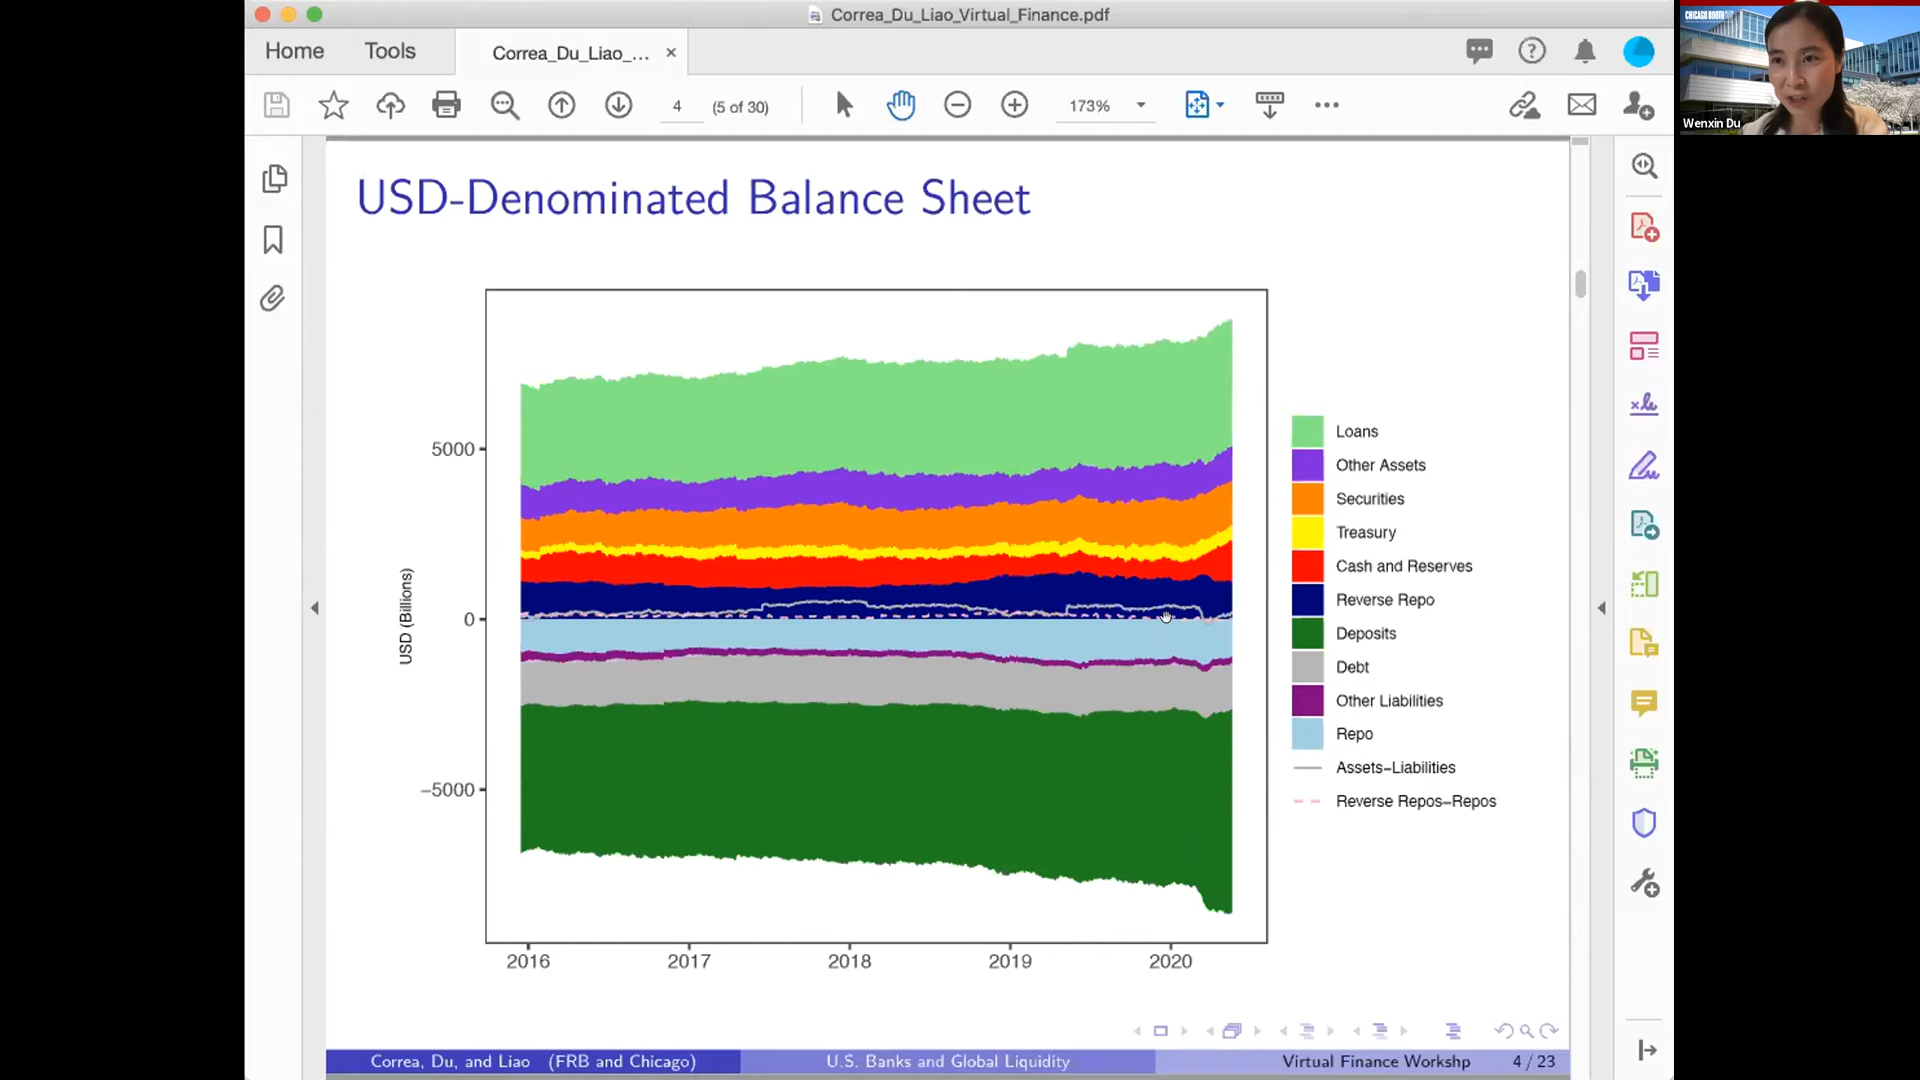 Correa_Du_Liao_Virtual_Finance.pdf
Home
Tools
Correa_Du_Liao_...
4
(5 of 30)
173%
CHICAGO BOOTH
Wenxin Du
USD-Denominated Balance Sheet
USD (Billions)
5000
0
−5000
2016
2017
2018
2019
2020
Loans
Other Assets
Securities
Treasury
Cash and Reserves
Reverse Repo
Deposits
Debt
Other Liabilities
Repo
Assets−Liabilities
Reverse Repos−Repos
Correa, Du, and Liao (FRB and Chicago)
U.S. Banks and Global Liquidity
Virtual Finance Workshp
4 / 23